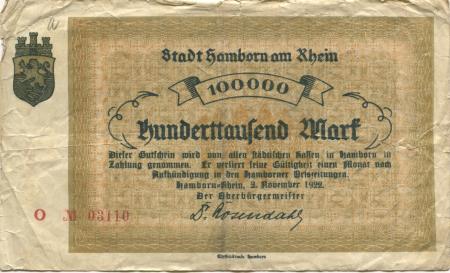 Stadt Hamborn am Rhein
100000
Hunderttausend Mark
Dieser Gutschein wird von allen städtischen Kassen in Hamborn in
Zahlung genommen. Er verliert seine Gültigkeit einen Monat nach
Aufkündigung in den Hamborner Ortszeitungen.
Hamborn-Rhein, 2. November 1922.
Der Oberbürgermeister
O № 03110